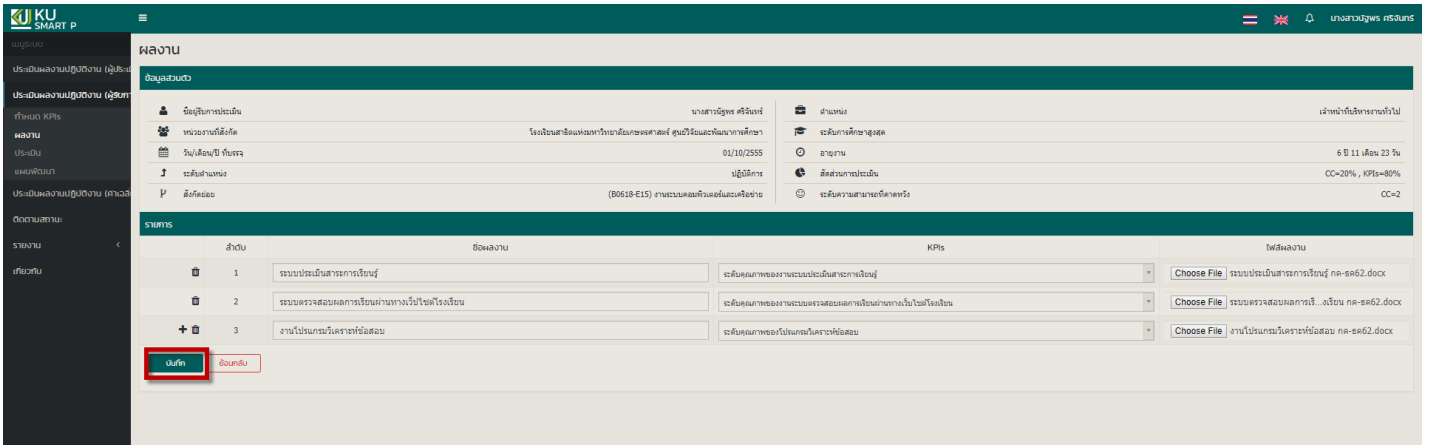 KU
SMART P
นางสาวณัฐพร ศรีจันทร์
เมนูระบบ
ประเมินผลงานปฏิบัติงาน (ผู้ประเมิ
ประเมินผลงานปฏิบัติงาน (ผู้รับกา
กำหนด KPIs
ผลงาน
ประเมิน
แผนพัฒนา
ประเมินผลงานปฏิบัติงาน (ค่าเฉลี่
ติดตามสถานะ
รายงาน
เกี่ยวกับ
ผลงาน
ข้อมูลส่วนตัว
ชื่อผู้รับการประเมิน นางสาวณัฐพร ศรีจันทร์ ตำแหน่ง เจ้าหน้าที่บริหารงานทั่วไป
หน่วยงานที่สังกัด โรงเรียนสาธิตแห่งมหาวิทยาลัยเกษตรศาสตร์ ศูนย์วิจัยและพัฒนาการศึกษา ระดับการศึกษาสูงสุด
วัน/เดือน/ปี ที่บรรจุ 01/10/2555 อายุงาน 6 ปี 11 เดือน 23 วัน
ระดับตำแหน่ง ปฏิบัติการ สัดส่วนการประเมิน CC=20% , KPIs=80%
สังกัดย่อย (B0618-E15) งานระบบคอมพิวเตอร์และเครือข่าย ระดับความสามารถที่คาดหวัง CC=2
รายการ
ลำดับ ชื่อผลงาน KPIs ไฟล์ผลงาน
1 ระบบประเมินสาระการเรียนรู้ ระดับคุณภาพของงานระบบประเมินสาระการเรียนรู้ Choose File ระบบประเมินสาระการเรียนรู้ กค-ธค62.docx
2 ระบบตรวจสอบผลการเรียนผ่านทางเว็ปไซต์โรงเรียน ระดับคุณภาพของงานระบบตรวจสอบผลการเรียนผ่านทางเว็บไซต์โรงเรียน Choose File ระบบตรวจสอบผลการเรี...งเรียน กค-ธค62.docx
3 งานโปรแกรมวิเคราะห์ข้อสอบ ระดับคุณภาพของโปรแกรมวิเคราะห์ข้อสอบ Choose File งานโปรแกรมวิเคราะห์ข้อสอบ กค-ธค62.docx
บันทึก ย้อนกลับ